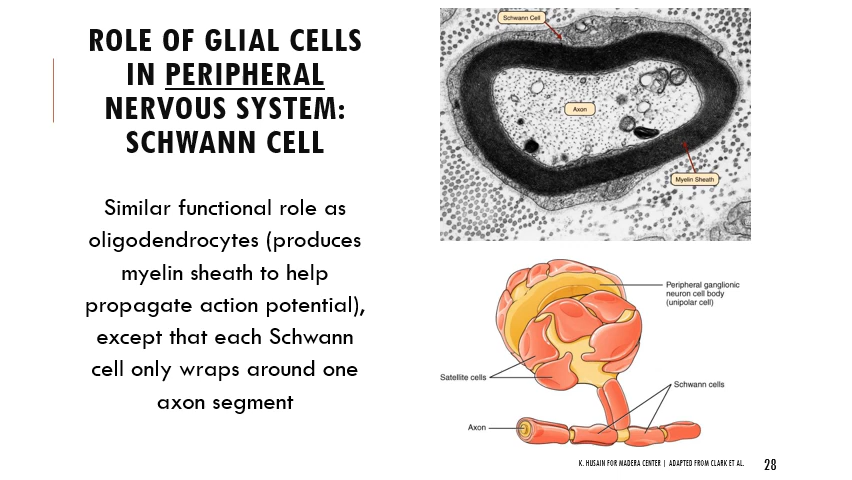 ROLE OF GLIAL CELLS
IN PERIPHERAL
NERVOUS SYSTEM:
SCHWANN CELL
Similar functional role as
oligodendrocytes (produces
myelin sheath to help
propagate action potential),
except that each Schwann
cell only wraps around one
axon segment
Schwann Cell
Axon
Myelin Sheath
Peripheral ganglionic
neuron cell body
(unipolar cell)
Satellite cells
Schwann cells
Axon
K. HUSAIN FOR MADERA CENTER | ADAPTED FROM CLARK ET AL.
28